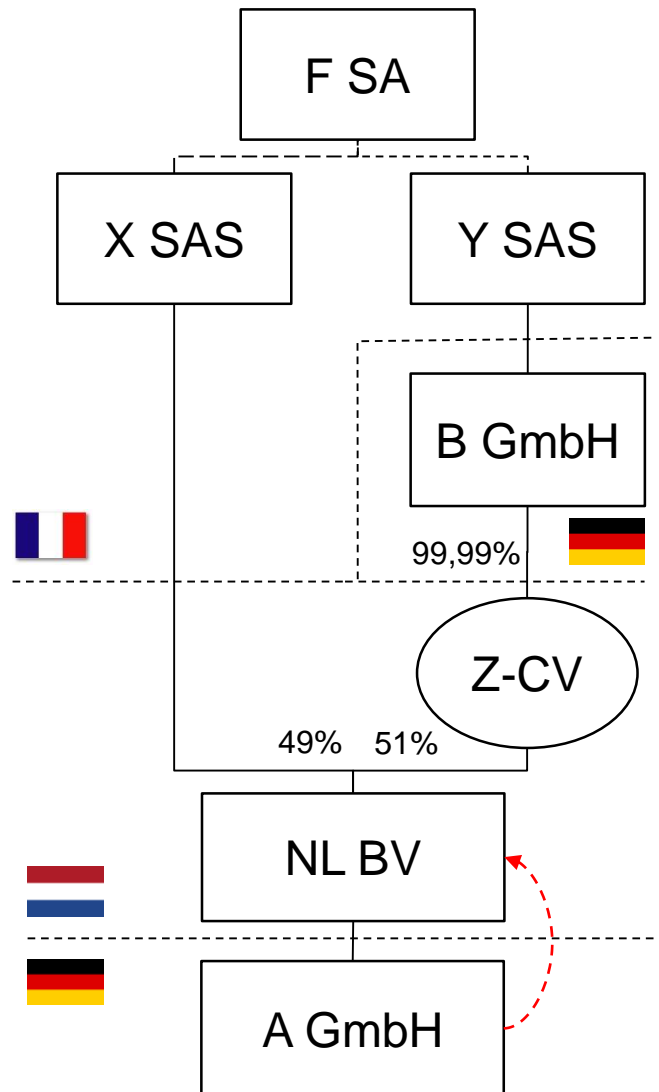 F SA
X SAS
Y SAS
B GmbH
99,99%
Z-CV
49%
51%
NL BV
A GmbH